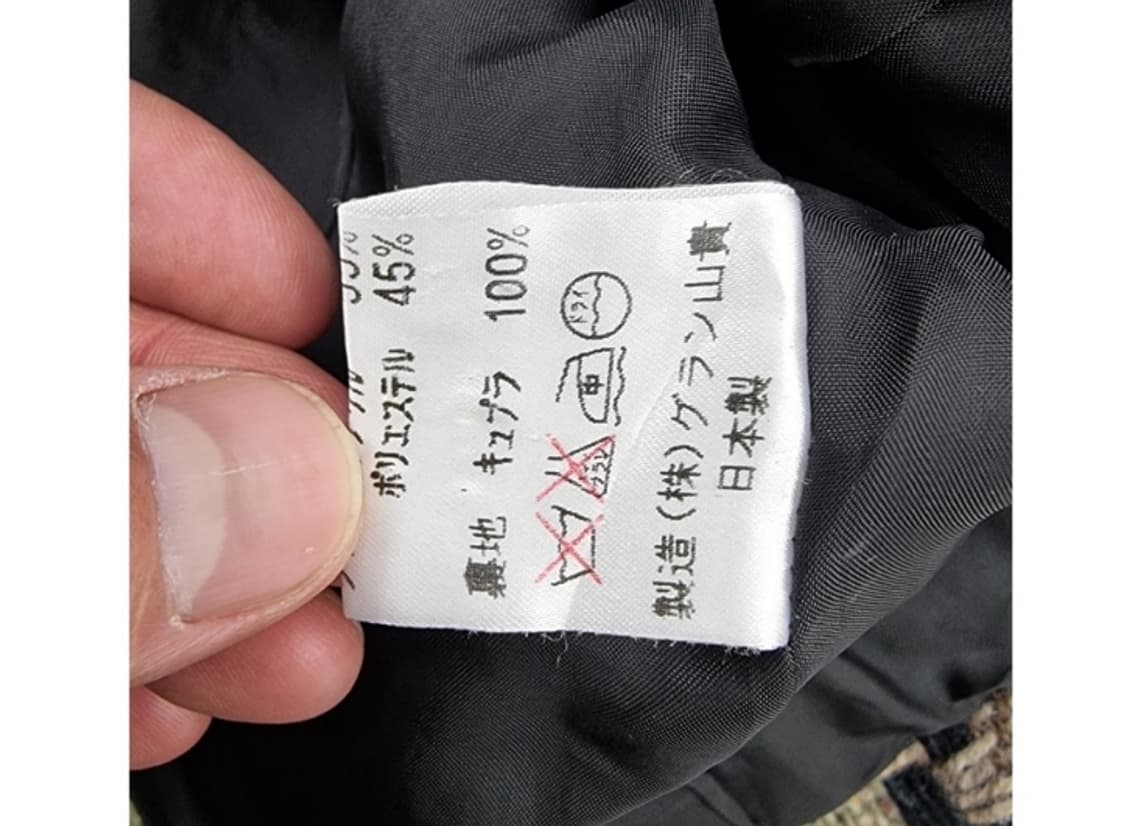 ポリエステル 45%
裏地 キュプラ 100%
中 ドライ
製造(株)グラン山貴
日本製